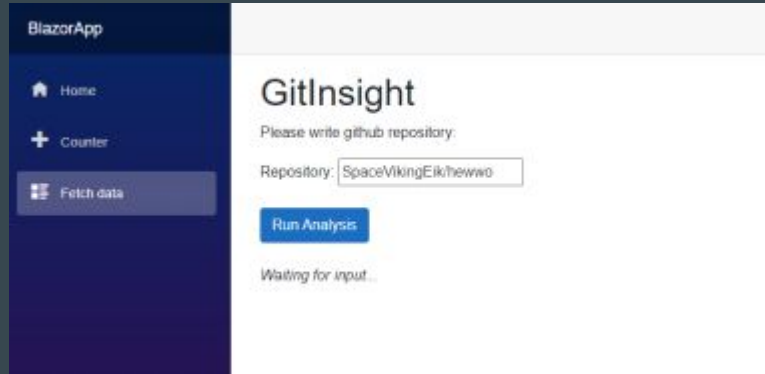 BlazorApp
Home
Counter
Fetch data
GitInsight
Please write github repository:
Repository: SpaceVikingEik/hewwo
Run Analysis
Waiting for input...